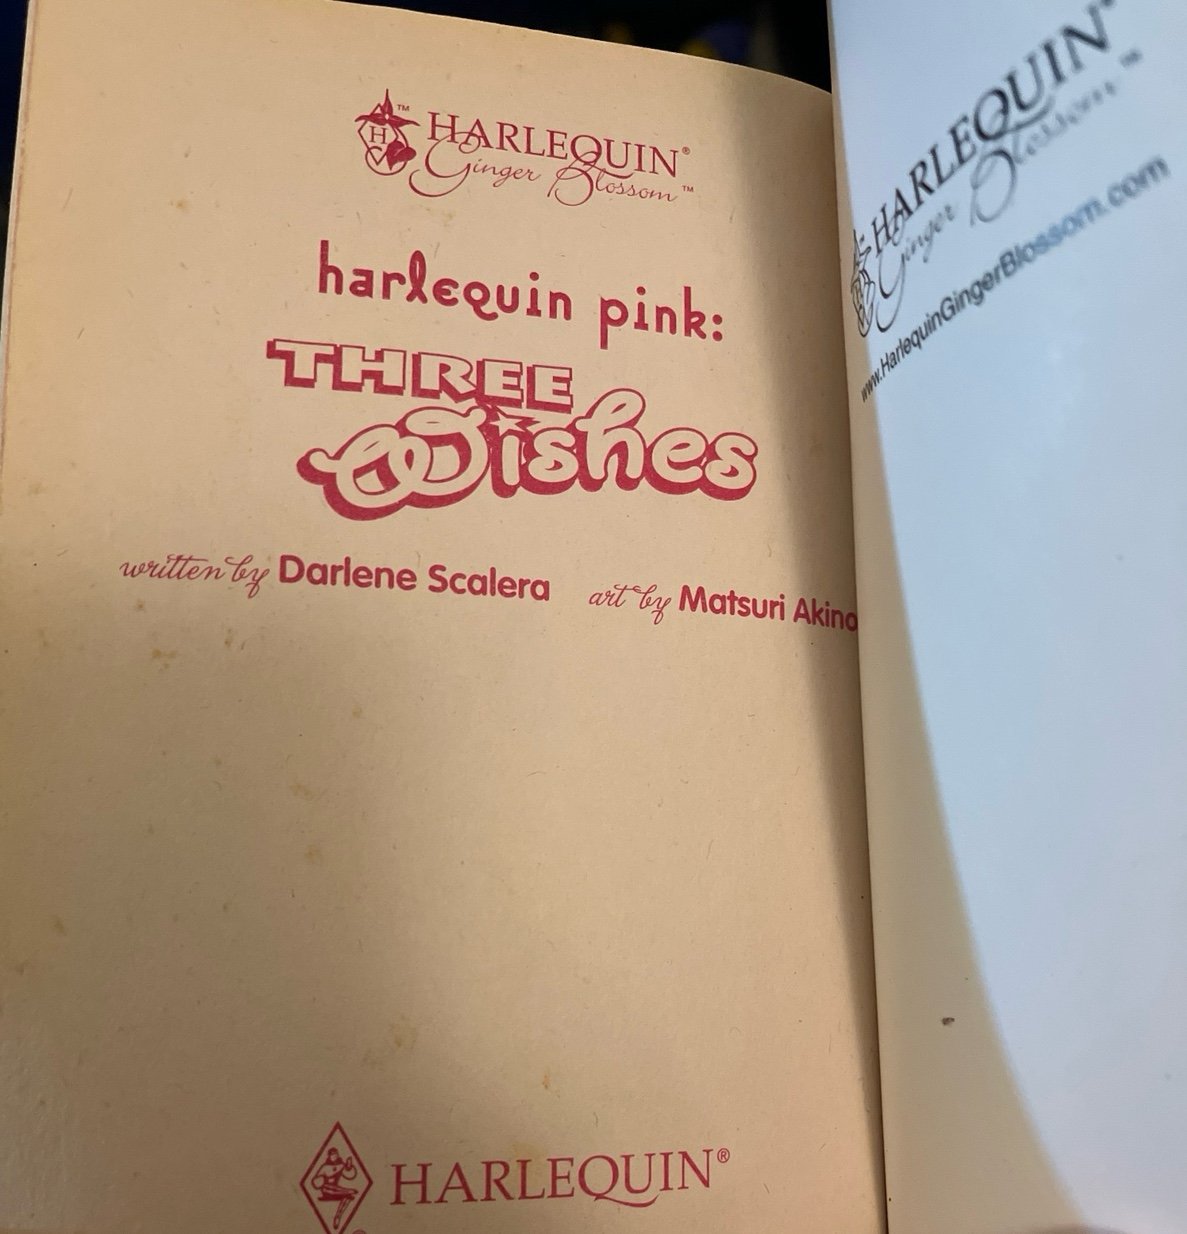 ™ HARLEQUIN®
Ginger Blossom™
harlequin pink:
THREE
Wishes
written by Darlene Scalera art by Matsuri Akino
HARLEQUIN®
HARLEQUIN®
Ginger Blossom™
www.HarlequinGingerBlossom.com